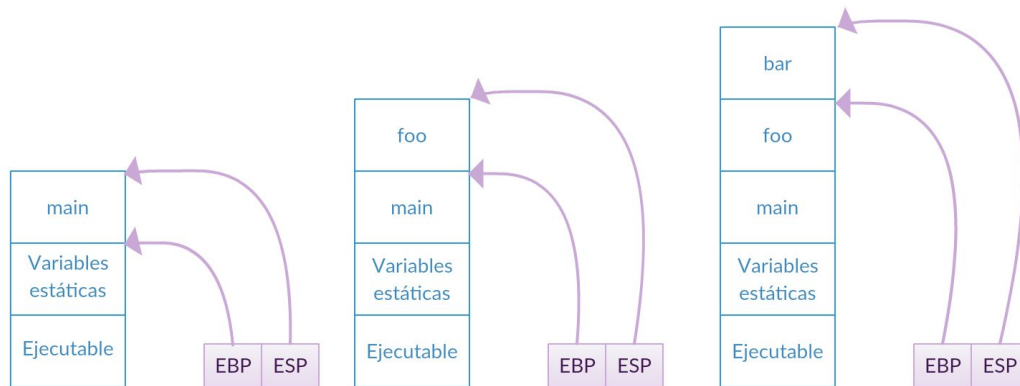 main
Variables
estáticas
Ejecutable
EBP ESP
foo
main
Variables
estáticas
Ejecutable
EBP ESP
bar
foo
main
Variables
estáticas
Ejecutable
EBP ESP